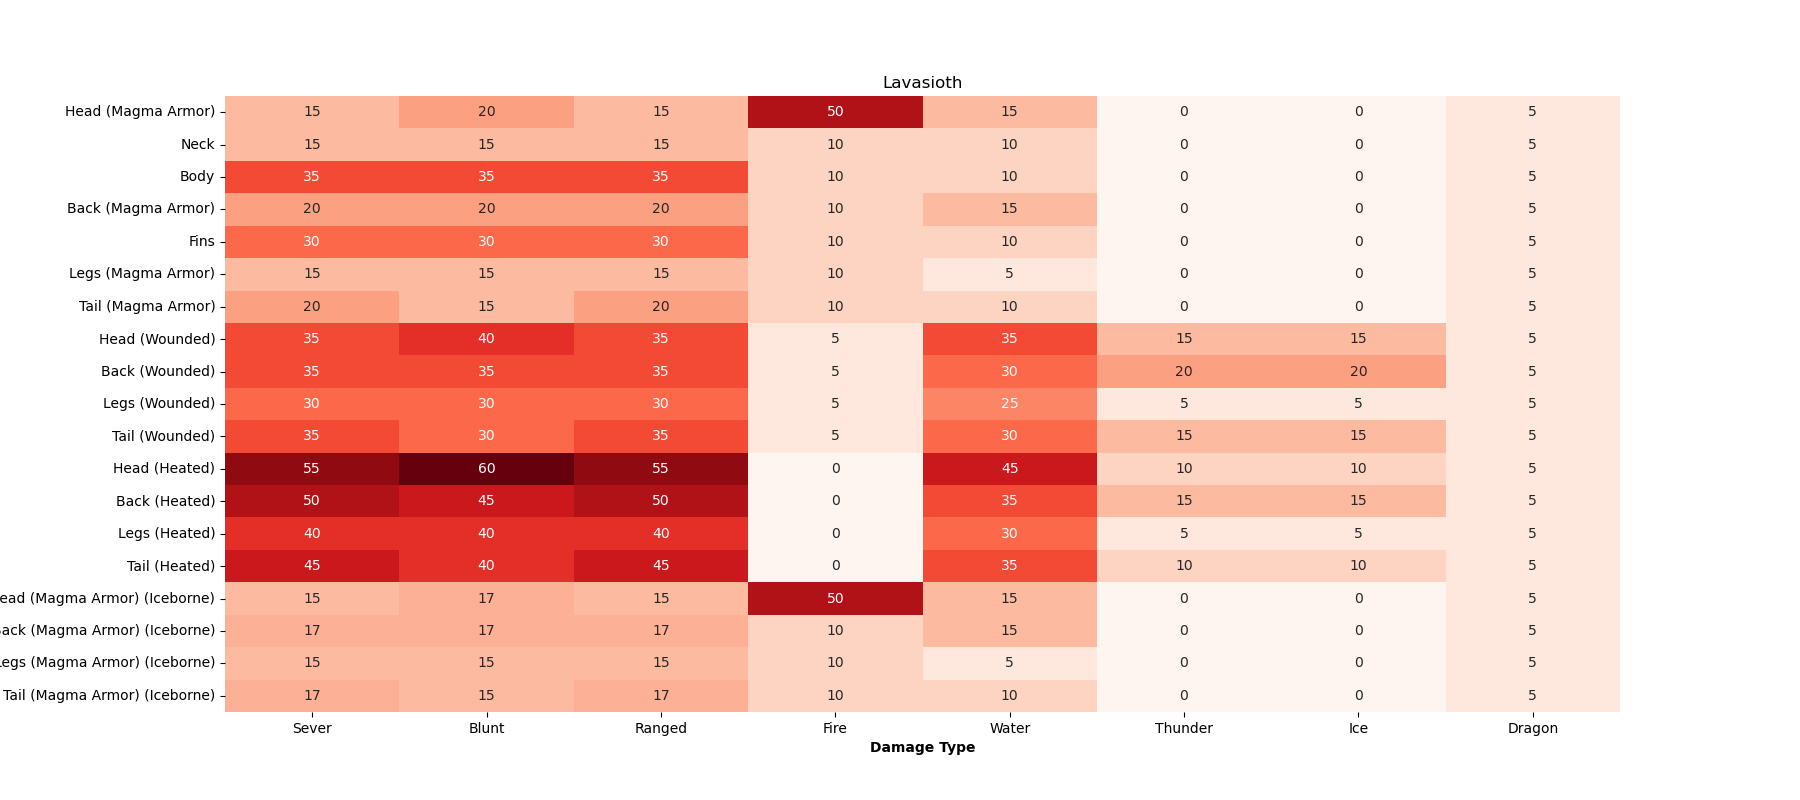 Lavasioth
Head (Magma Armor) 15 20 15 50 15 0 0 5
Neck 15 15 15 10 10 0 0 5
Body 35 35 35 10 10 0 0 5
Back (Magma Armor) 20 20 20 10 15 0 0 5
Fins 30 30 30 10 10 0 0 5
Legs (Magma Armor) 15 15 15 10 5 0 0 5
Tail (Magma Armor) 20 15 20 10 10 0 0 5
Head (Wounded) 35 40 35 5 35 15 15 5
Back (Wounded) 35 35 35 5 30 20 20 5
Legs (Wounded) 30 30 30 5 25 5 5 5
Tail (Wounded) 35 30 35 5 30 15 15 5
Head (Heated) 55 60 55 0 45 10 10 5
Back (Heated) 50 45 50 0 35 15 15 5
Legs (Heated) 40 40 40 0 30 5 5 5
Tail (Heated) 45 40 45 0 35 10 10 5
ead (Magma Armor) (Iceborne) 15 17 15 50 15 0 0 5
ack (Magma Armor) (Iceborne) 17 17 17 10 15 0 0 5
egs (Magma Armor) (Iceborne) 15 15 15 10 5 0 0 5
Tail (Magma Armor) (Iceborne) 17 15 17 10 10 0 0 5
Sever Blunt Ranged Fire Water Thunder Ice Dragon
Damage Type